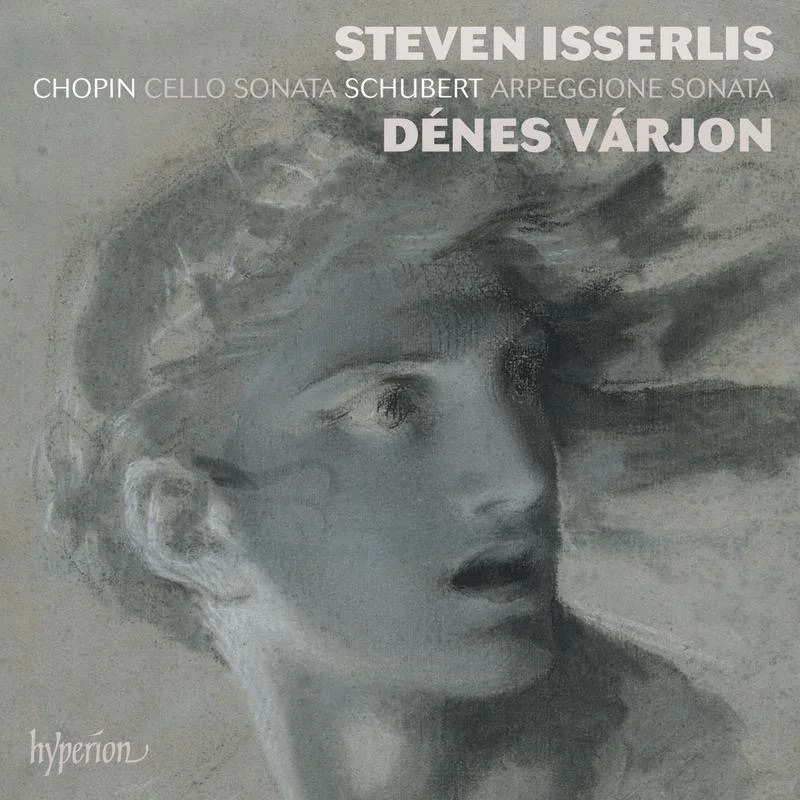 STEVEN ISSERLIS
CHOPIN CELLO SONATA SCHUBERT ARPEGGIONE SONATA
DÉNES VÁRJON
hyperion